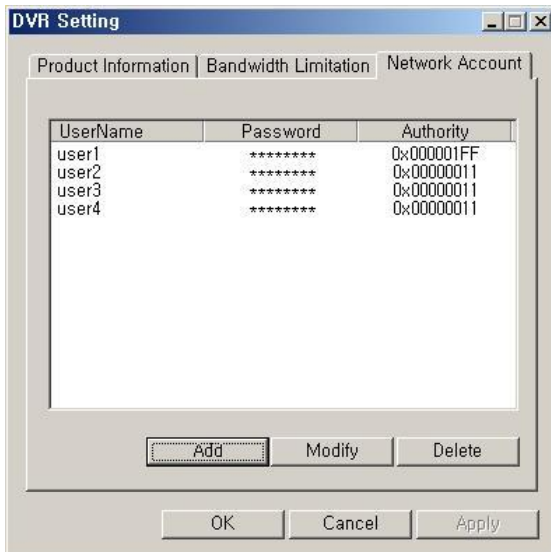 DVR Setting
Product Information Bandwidth Limitation Network Account
UserName Password Authority
user1 ******** 0x000001FF
user2 ******** 0x00000011
user3 ******** 0x00000011
user4 ******** 0x00000011
Add Modify Delete
OK Cancel Apply